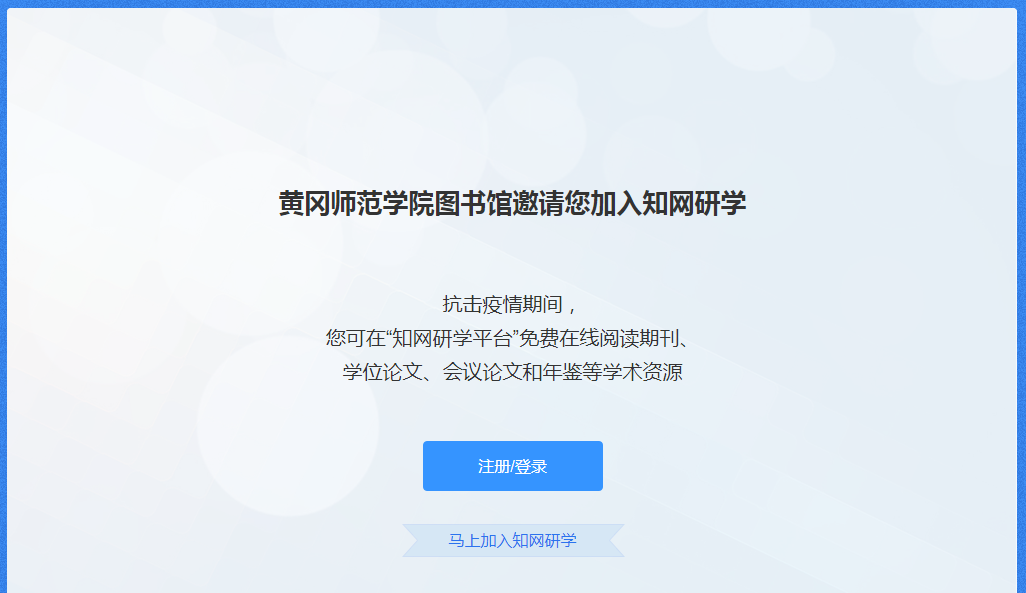 黄冈师范学院图书馆邀请您加入知网研学
抗击疫情期间，
您可在“知网研学平台”免费在线阅读期刊、
学位论文、会议论文和年鉴等学术资源
注册/登录
马上加入知网研学